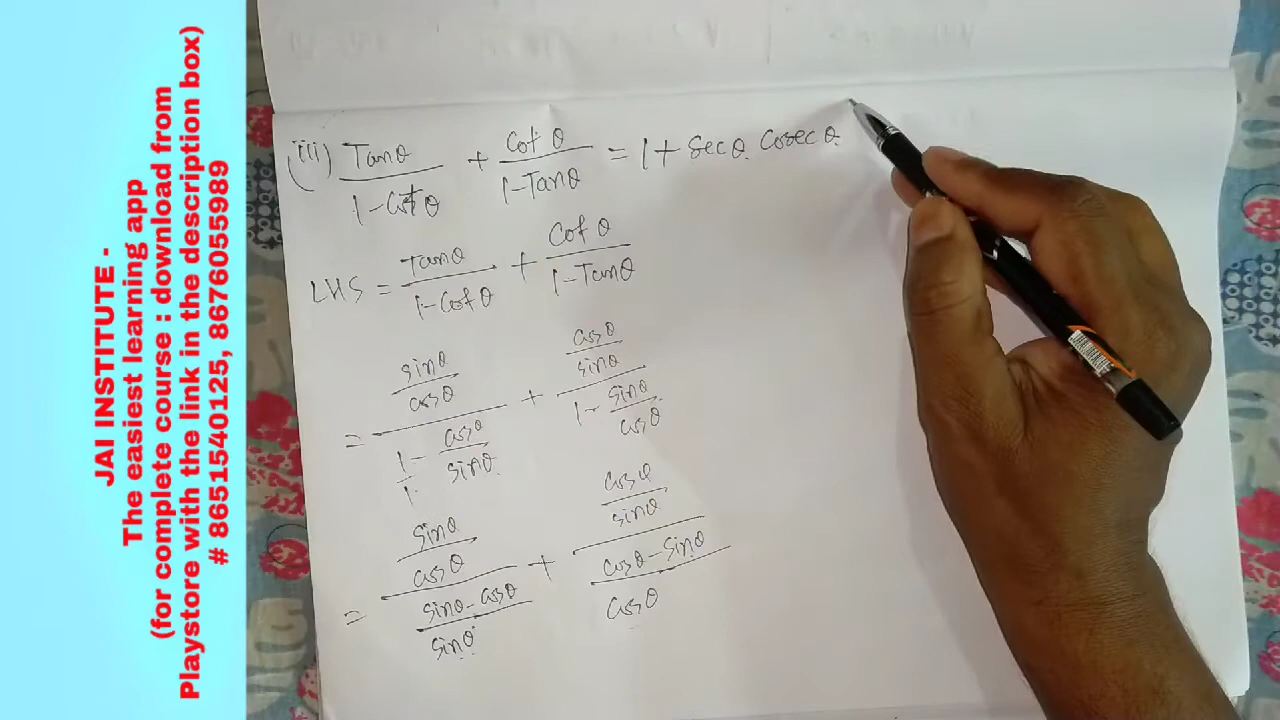 JAI INSTITUTE -
The easiest learning app
(for complete course : download from
Playstore with the link in the description box)
# 8651540125, 8676055989
(iii) Tanθ/1-Cotθ + Cotθ/1-Tanθ = 1 + Secθ. Cosecθ.
LHS = Tanθ/1-Cotθ + Cotθ/1-Tanθ
= (sinθ/cosθ)/(1/1 - cosθ/sinθ) + (cosθ/sinθ)/(1 - sinθ/cosθ)
= (sinθ/cosθ)/((sinθ-cosθ)/sinθ) + (cosθ/sinθ)/((cosθ-sinθ)/cosθ)